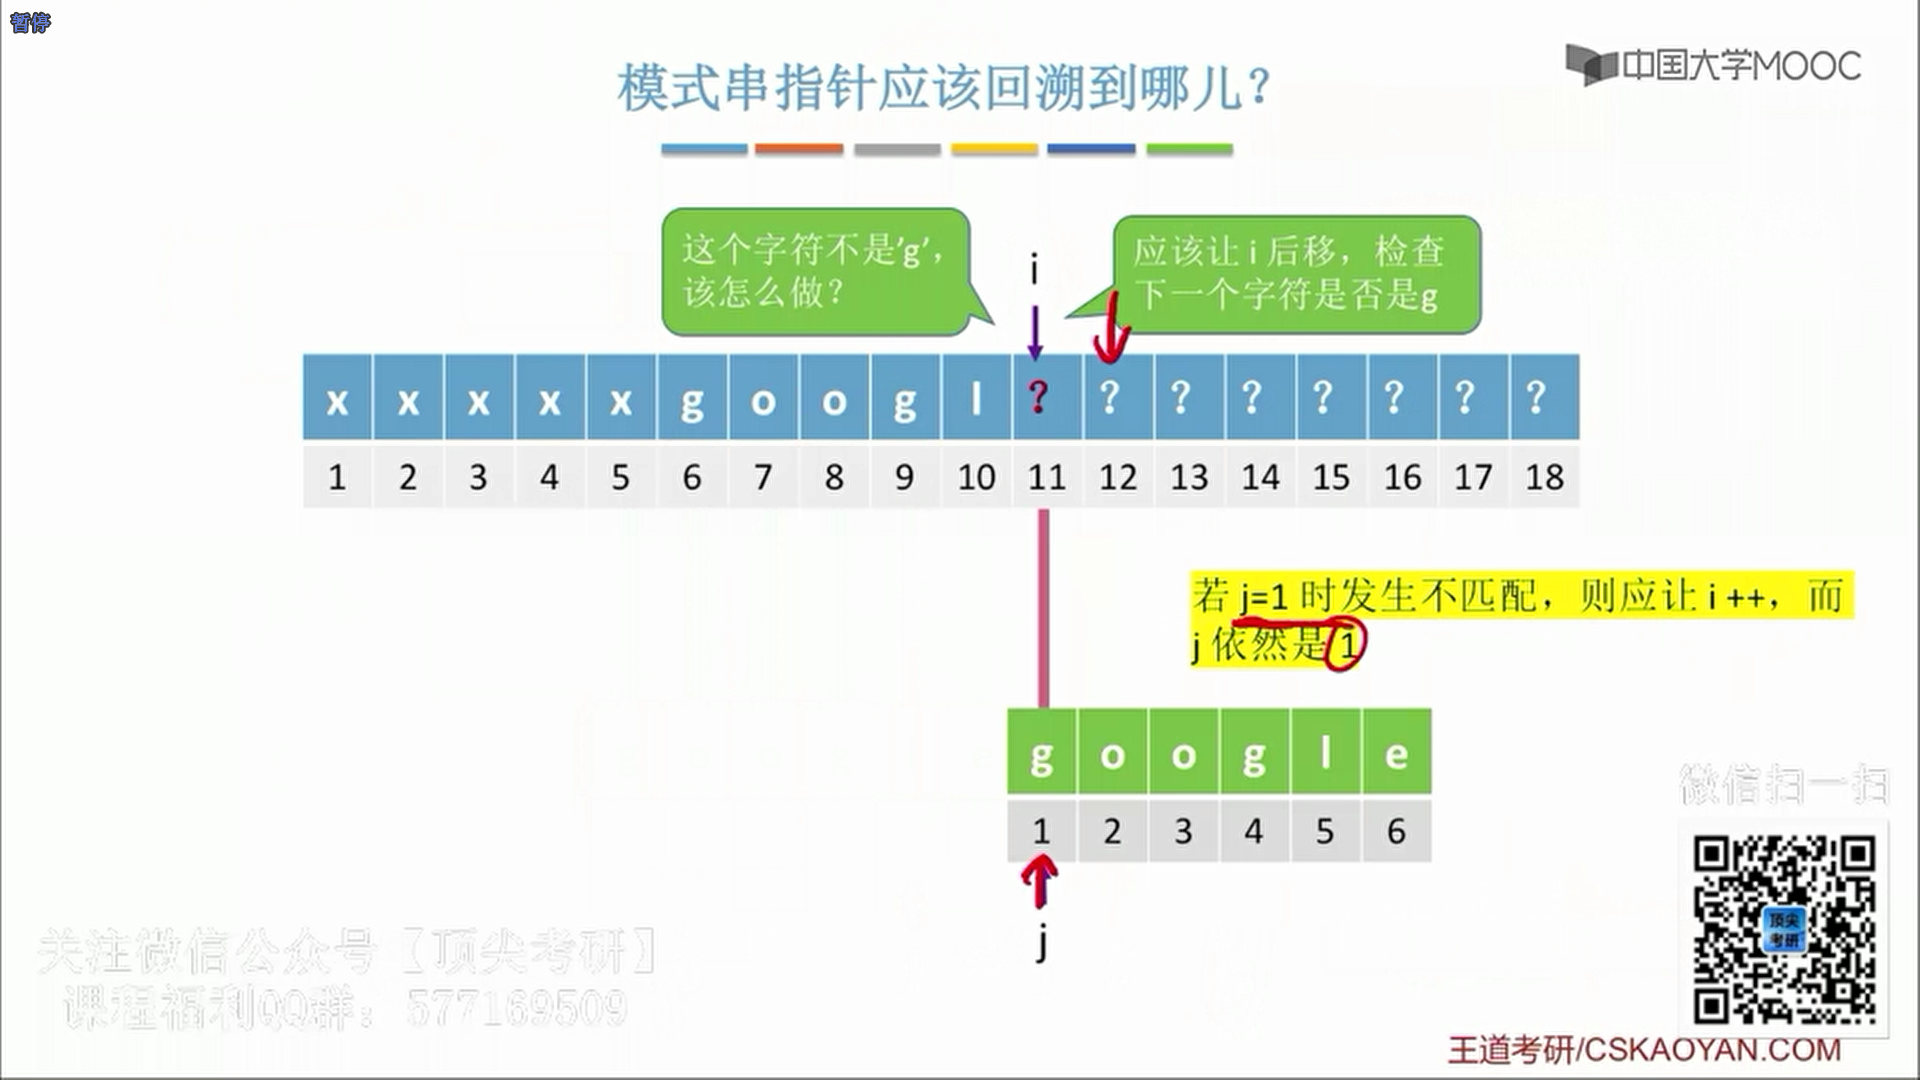 暂停
中国大学MOOC
模式串指针应该回溯到哪儿？
这个字符不是'g'，
该怎么做？
i
应该让 i 后移，检查
下一个字符是否是g
x x x x x g o o g l ? ? ? ? ? ? ? ?
1 2 3 4 5 6 7 8 9 10 11 12 13 14 15 16 17 18
若 j=1 时发生不匹配，则应让 i ++，而
j 依然是 1
g o o g l e
1 2 3 4 5 6
j
微信扫一扫
顶尖
考研
关注微信公众号【顶尖考研】
课程福利QQ群：577169509
王道考研/CSKAOYAN.COM